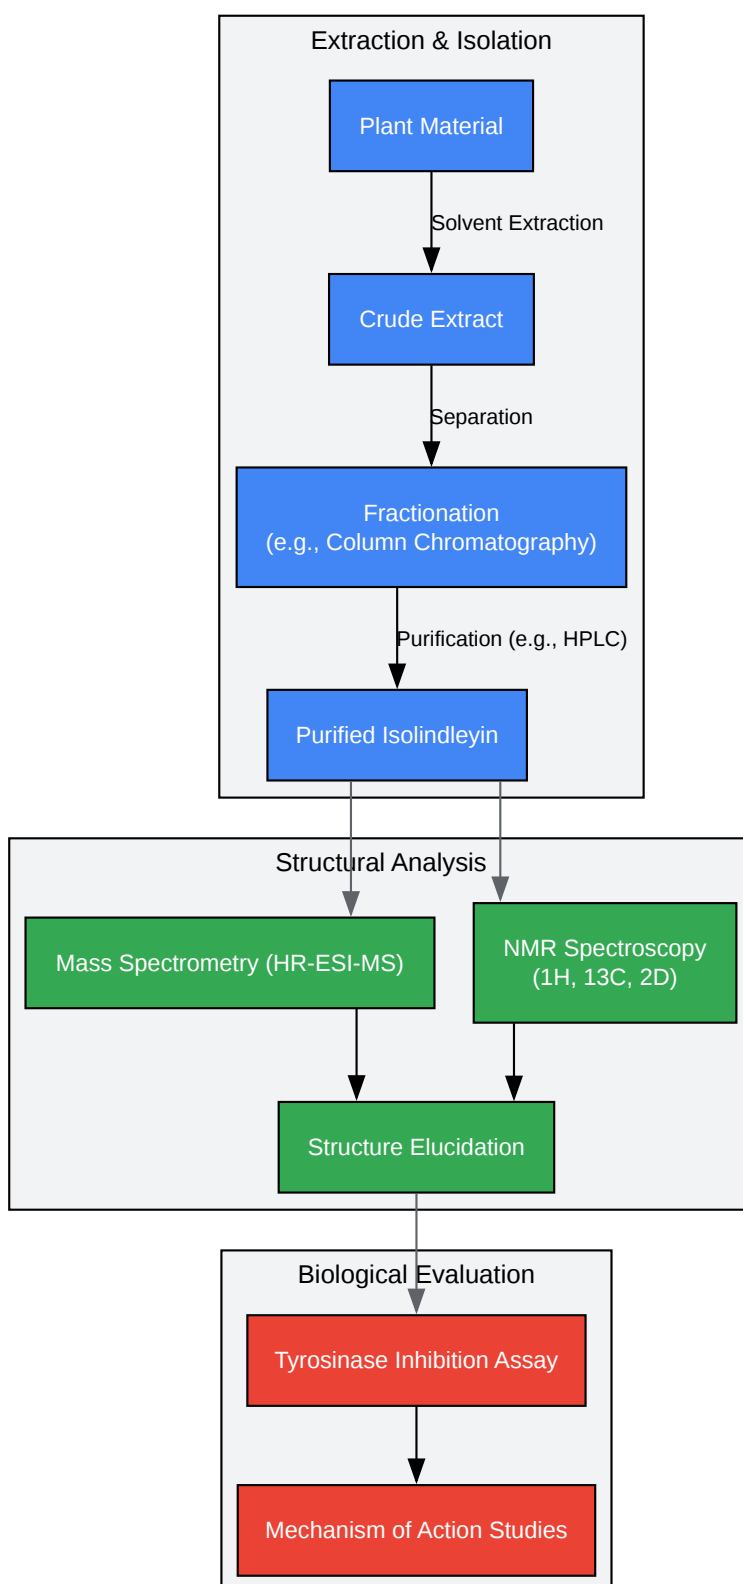 Extraction & Isolation
Plant Material
Solvent Extraction
Crude Extract
Separation
Fractionation
(e.g., Column Chromatography)
Purification (e.g., HPLC)
Purified Isolindleyin
Structural Analysis
Mass Spectrometry (HR-ESI-MS)
NMR Spectroscopy
(1H, 13C, 2D)
Structure Elucidation
Biological Evaluation
Tyrosinase Inhibition Assay
Mechanism of Action Studies